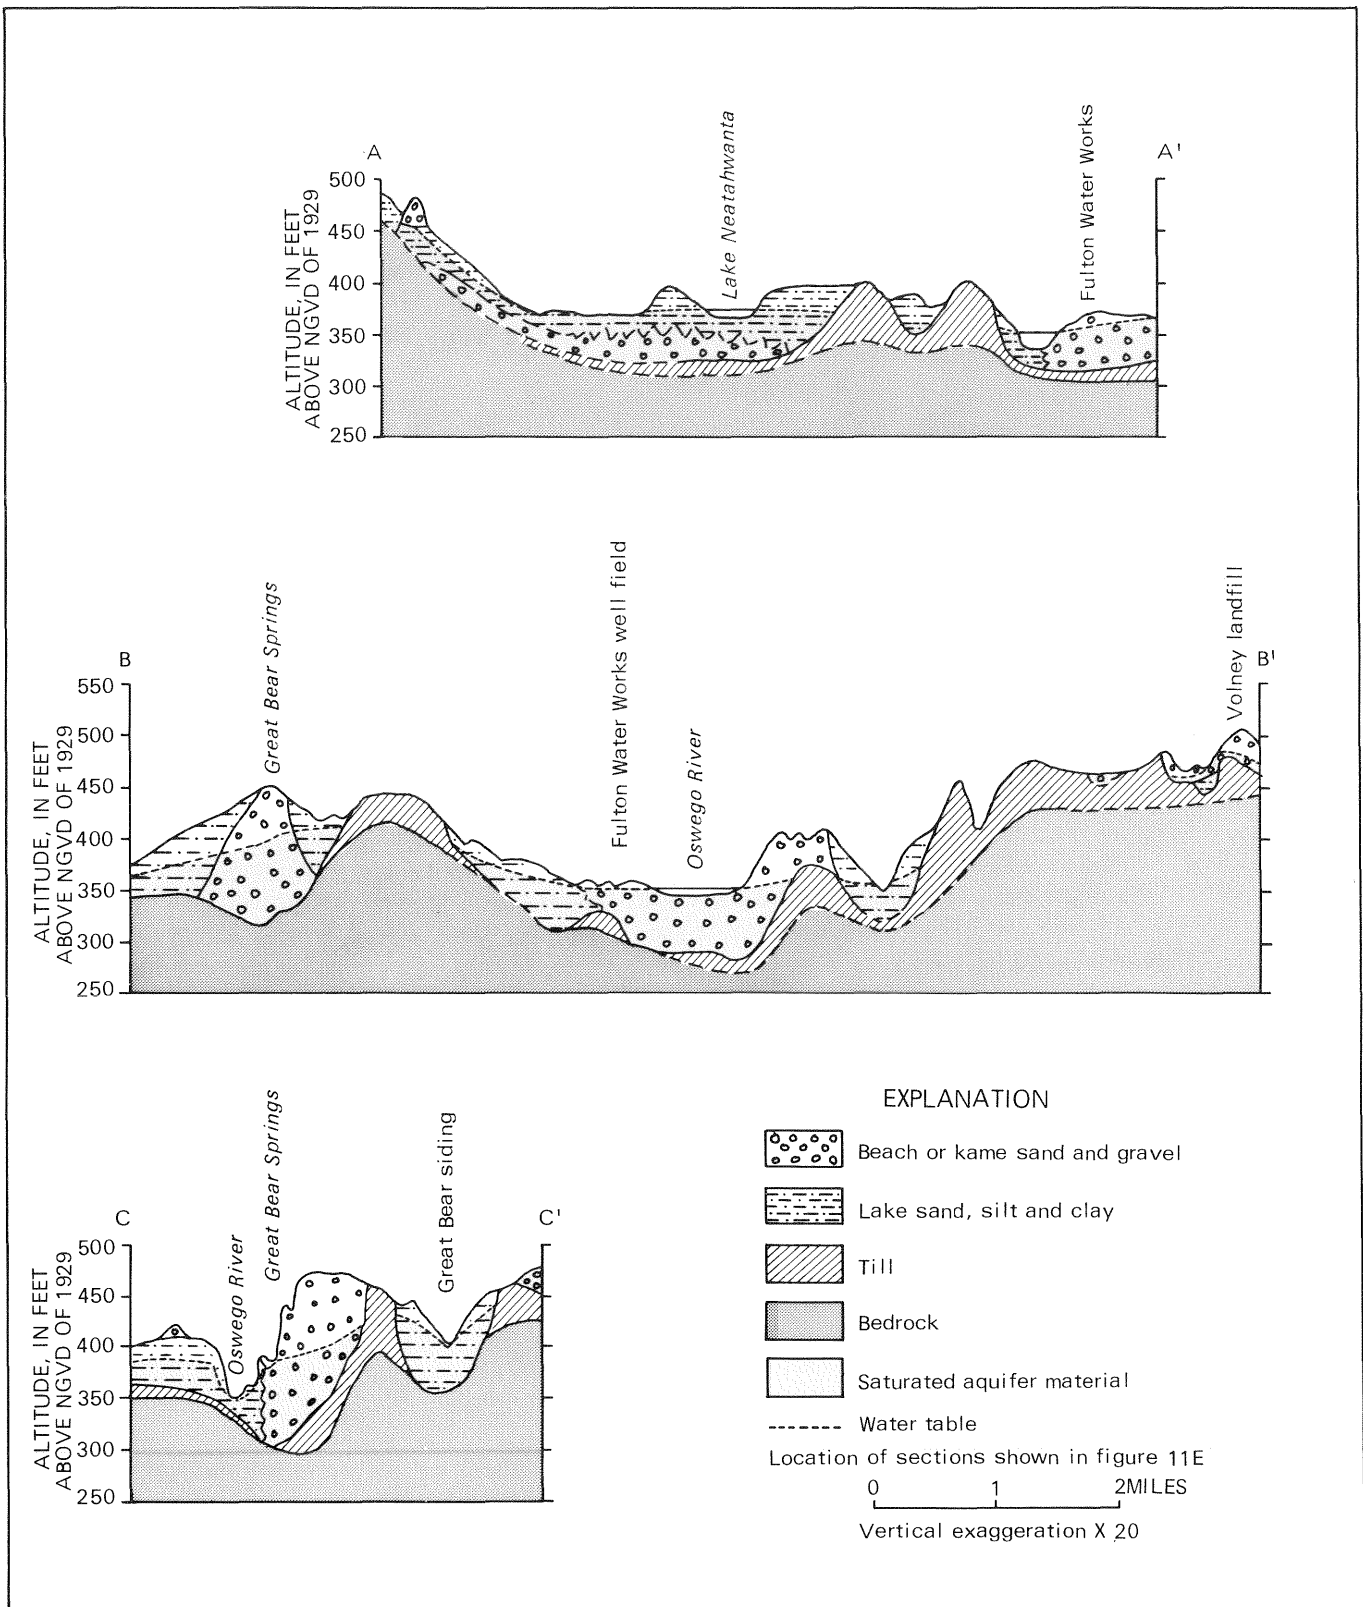 A
A'
Lake Neatahwanta
Fulton Water Works
ALTITUDE, IN FEET
ABOVE NGVD OF 1929
500
450
400
350
300
250
B
B'
Great Bear Springs
Fulton Water Works well field
Oswego River
Volney landfill
ALTITUDE, IN FEET
ABOVE NGVD OF 1929
550
500
450
400
350
300
250
C
C'
Oswego River
Great Bear Springs
Great Bear siding
ALTITUDE, IN FEET
ABOVE NGVD OF 1929
500
450
400
350
300
250
EXPLANATION
Beach or kame sand and gravel
Lake sand, silt and clay
Till
Bedrock
Saturated aquifer material
Water table
Location of sections shown in figure 11E
0 1 2MILES
Vertical exaggeration X 20